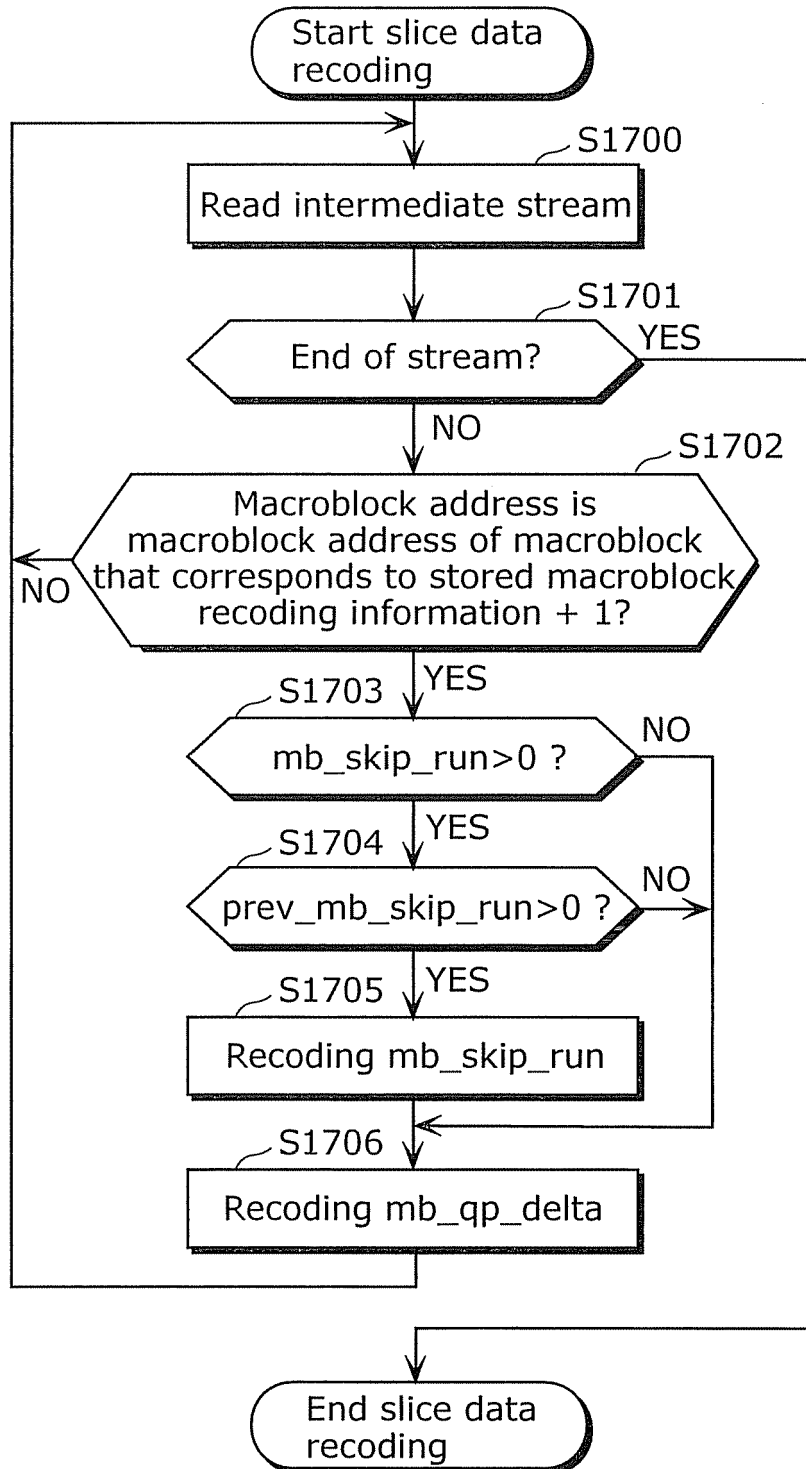 Start slice data
recoding
S1700
Read intermediate stream
S1701
End of stream?
YES
NO
S1702
Macroblock address is
macroblock address of macroblock
that corresponds to stored macroblock
recoding information + 1?
NO
YES
S1703
mb_skip_run>0 ?
NO
YES
S1704
prev_mb_skip_run>0 ?
NO
YES
S1705
Recoding mb_skip_run
S1706
Recoding mb_qp_delta
End slice data
recoding